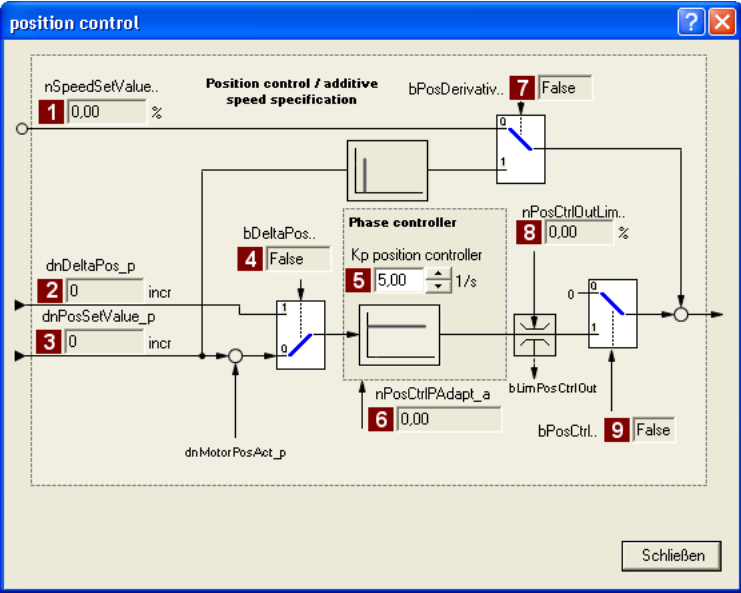 position control
nSpeedSetValue..
1 0,00 %
Position control / additive
speed specification
bPosDerivativ..
7 False
0
1
Phase controller
nPosCtrlOutLim..
8 0,00 %
bDeltaPos..
4 False
Kp position controller
5 5,00 1/s
dnDeltaPos_p
2 0 incr
dnPosSetValue_p
3 0 incr
1
0
0
0
1
bLimPosCtrlOut
nPosCtrlPAdapt_a
6 0,00
bPosCtrl.. 9 False
dnMotorPosAct_p
Schließen